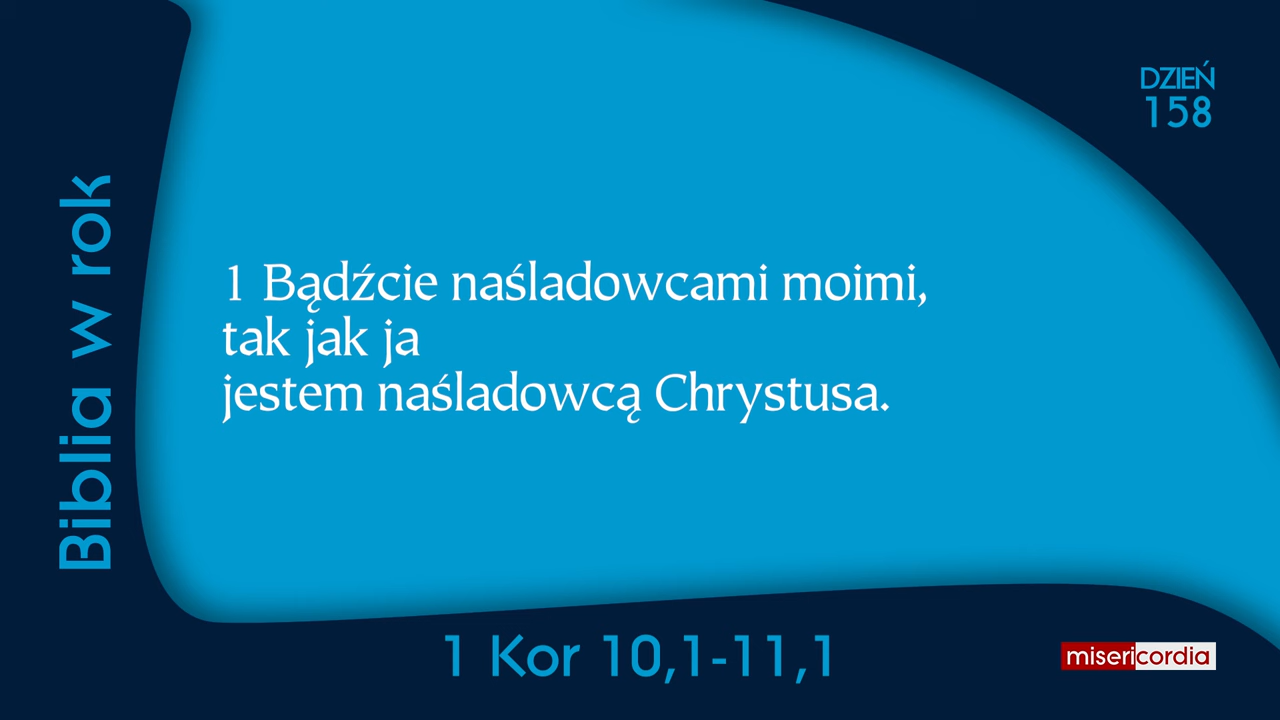 DZIEŃ
158
Biblia w rok
1 Bądźcie naśladowcami moimi,
tak jak ja
jestem naśladowcą Chrystusa.
1 Kor 10,1-11,1
misericordia